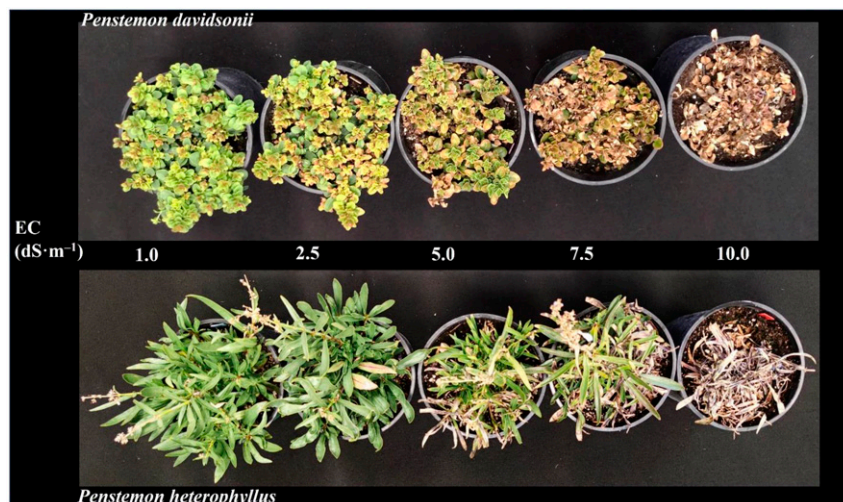 Penstemon davidsonii
EC
(dS·m⁻¹) 1.0 2.5 5.0 7.5 10.0
Penstemon heterophyllus